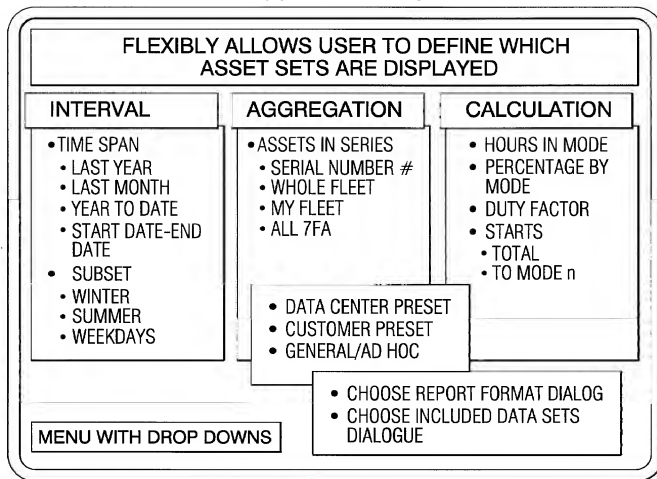 FLEXIBLY ALLOWS USER TO DEFINE WHICH
ASSET SETS ARE DISPLAYED
INTERVAL
•TIME SPAN
• LAST YEAR
• LAST MONTH
• YEAR TO DATE
• START DATE-END
DATE
• SUBSET
• WINTER
• SUMMER
• WEEKDAYS
AGGREGATION
•ASSETS IN SERIES
• SERIAL NUMBER #
• WHOLE FLEET
• MY FLEET
• ALL 7FA
CALCULATION
• HOURS IN MODE
• PERCENTAGE BY
MODE
• DUTY FACTOR
• STARTS
• TOTAL
• TO MODE n
• DATA CENTER PRESET
• CUSTOMER PRESET
• GENERAL/AD HOC
• CHOOSE REPORT FORMAT DIALOG
• CHOOSE INCLUDED DATA SETS
DIALOGUE
MENU WITH DROP DOWNS